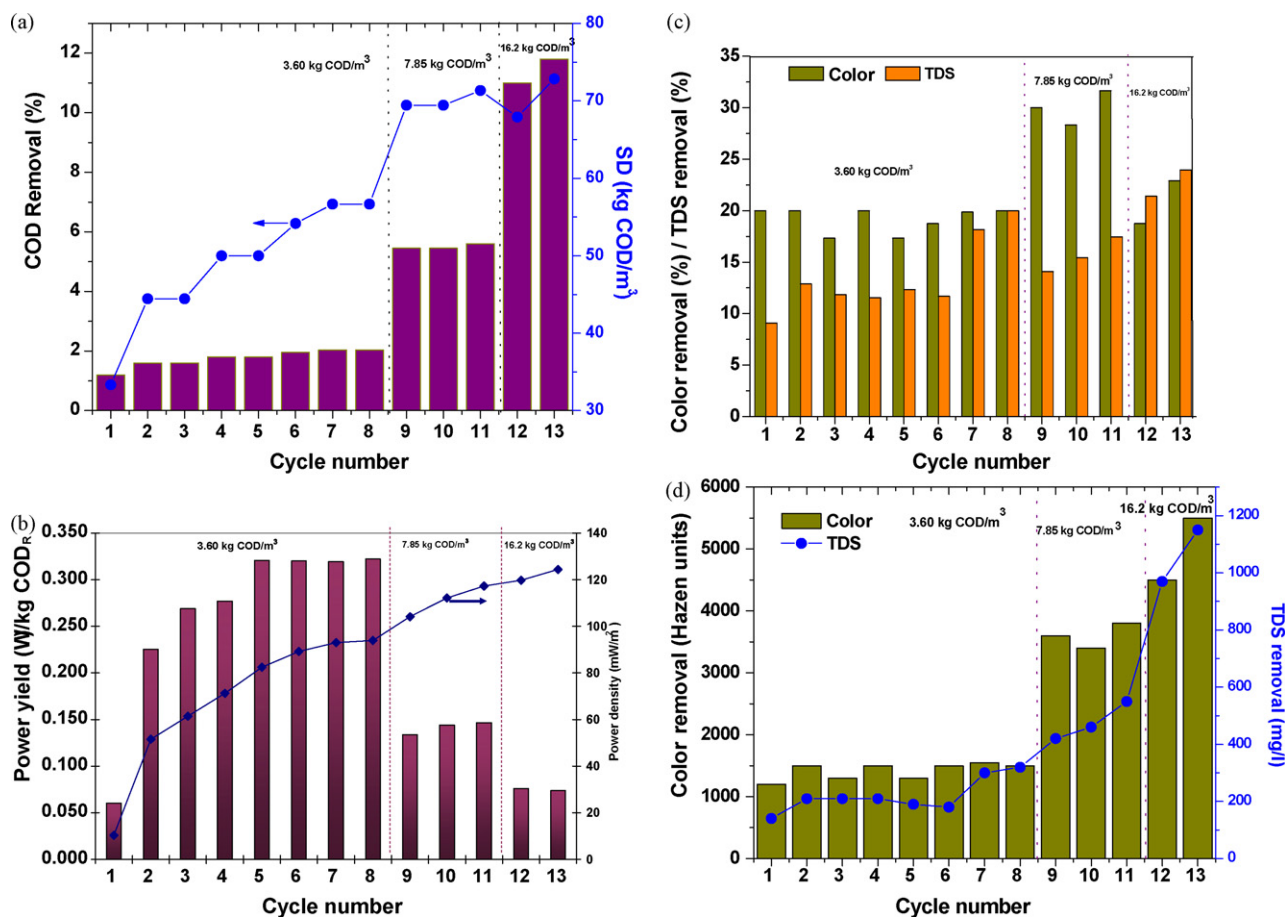 (a)
COD Removal (%)
12
10
8
6
4
2
0
3.60 kg COD/m³
7.85 kg COD/m³
16.2 kg COD/m³
80
70
60
50
40
30
SD (kg COD/m³)
1 2 3 4 5 6 7 8 9 10 11 12 13
Cycle number
(b)
Power yield (W/kg COD_R)
0.350
0.300
0.250
0.200
0.150
0.100
0.050
0.000
3.60 kg COD/m³
7.85 kg COD/m³
16.2 kg COD/m³
140
120
100
80
60
40
20
0
Power density (mW/m²)
1 2 3 4 5 6 7 8 9 10 11 12 13
Cycle number
(c)
Color removal (%) / TDS removal (%)
35
30
25
20
15
10
5
0
Color TDS
3.60 kg COD/m³
7.85 kg COD/m³
16.2 kg COD/m³
1 2 3 4 5 6 7 8 9 10 11 12 13
Cycle number
(d)
Color removal (Hazen units)
6000
5000
4000
3000
2000
1000
0
Color
TDS
3.60 kg COD/m³
7.85 kg COD/m³
16.2 kg COD/m³
1200
1000
800
600
400
200
0
TDS removal (mg/l)
1 2 3 4 5 6 7 8 9 10 11 12 13
Cycle number